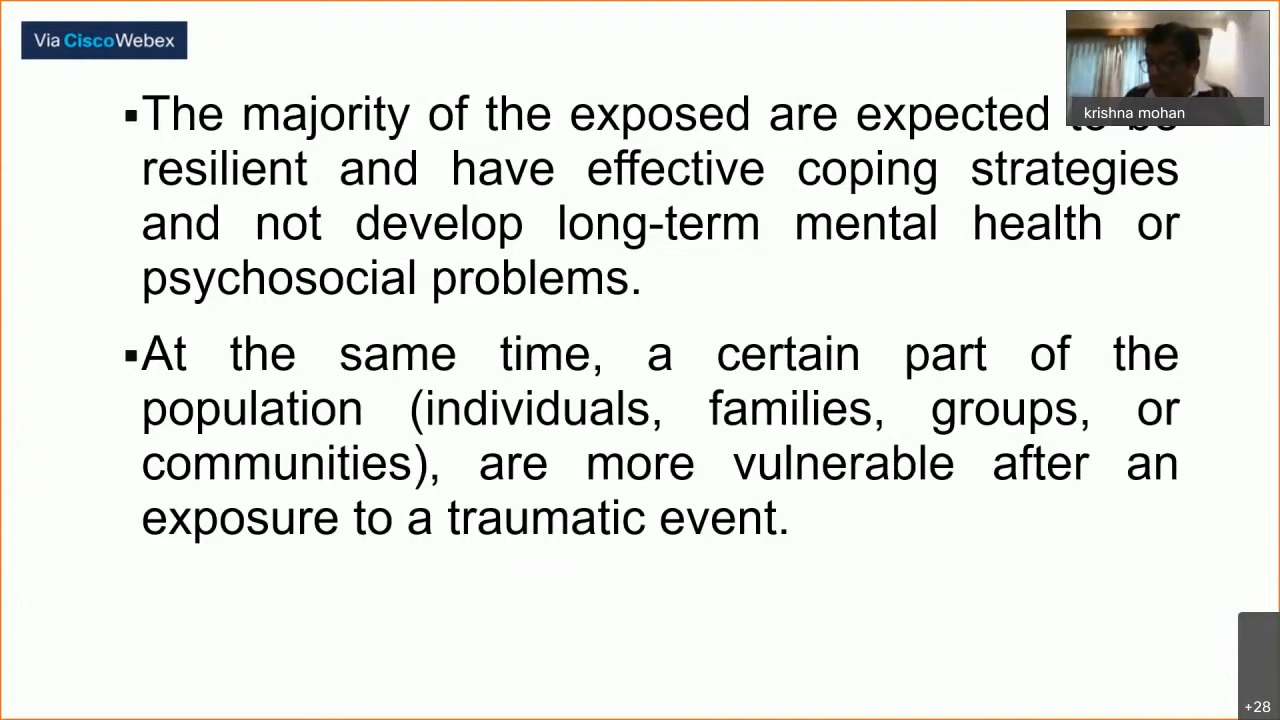 Via Cisco Webex
▪The majority of the exposed are expected to be
krishna mohan
resilient and have effective coping strategies
and not develop long-term mental health or
psychosocial problems.
▪At the same time, a certain part of the
population (individuals, families, groups, or
communities), are more vulnerable after an
exposure to a traumatic event.
+28